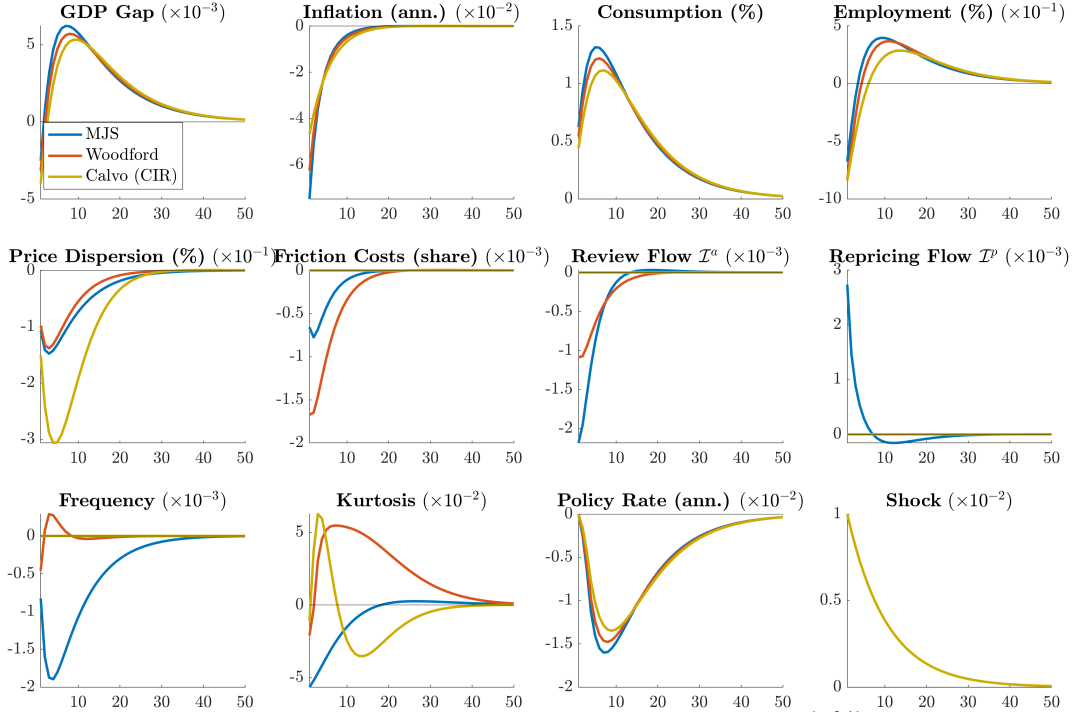 GDP Gap (×10⁻³)
5
0
-5
10 20 30 40 50
MJS
Woodford
Calvo (CIR)
Inflation (ann.) (×10⁻²)
0
-2
-4
-6
10 20 30 40 50
Consumption (%)
1.5
1
0.5
0
10 20 30 40 50
Employment (%) (×10⁻¹)
5
0
-5
-10
10 20 30 40 50
Price Dispersion (%) (×10⁻¹)
0
-1
-2
-3
10 20 30 40 50
Friction Costs (share) (×10⁻³)
0
-0.5
-1
-1.5
-2
10 20 30 40 50
Review Flow ℐᵃ (×10⁻³)
0
-0.5
-1
-1.5
-2
10 20 30 40 50
Repricing Flow ℐᵖ (×10⁻³)
3
2
1
0
10 20 30 40 50
Frequency (×10⁻³)
0
-0.5
-1
-1.5
-2
10 20 30 40 50
Kurtosis (×10⁻²)
5
0
-5
10 20 30 40 50
Policy Rate (ann.) (×10⁻²)
0
-0.5
-1
-1.5
-2
10 20 30 40 50
Shock (×10⁻²)
1
0.5
0
10 20 30 40 50